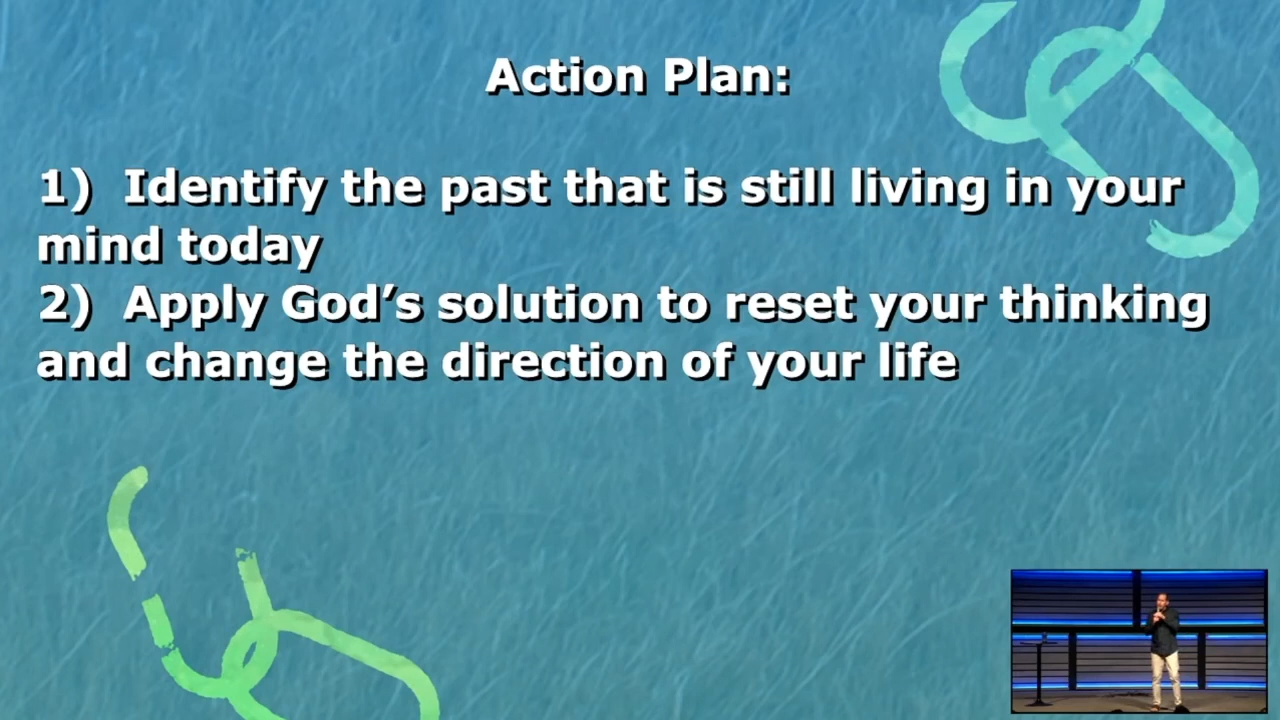 Action Plan:
1) Identify the past that is still living in your
mind today
2) Apply God’s solution to reset your thinking
and change the direction of your life